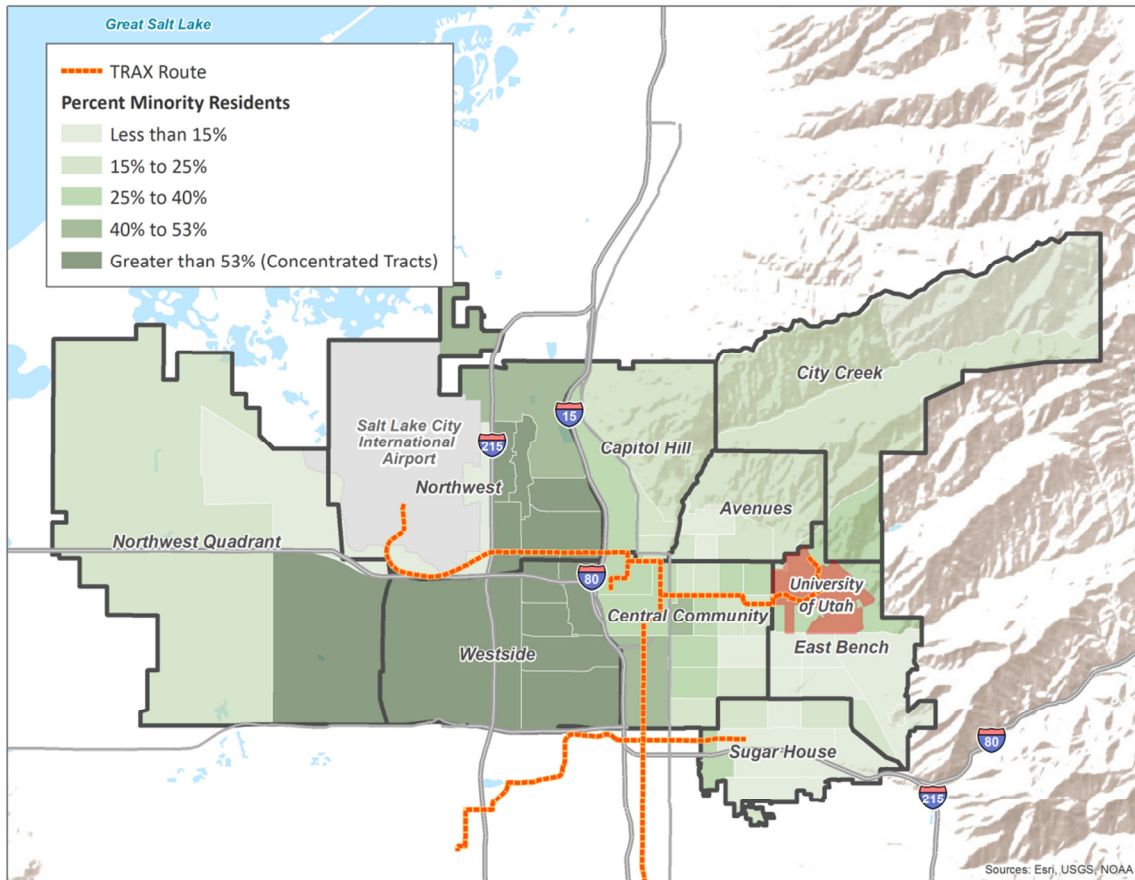 Great Salt Lake
TRAX Route
Percent Minority Residents
Less than 15%
15% to 25%
25% to 40%
40% to 53%
Greater than 53% (Concentrated Tracts)
City Creek
15
Salt Lake City
International
Airport
215
Capitol Hill
Northwest
Avenues
Northwest Quadrant
80
University
of Utah
Central Community
East Bench
Westside
Sugar House
80
215
Sources: Esri, USGS, NOAA